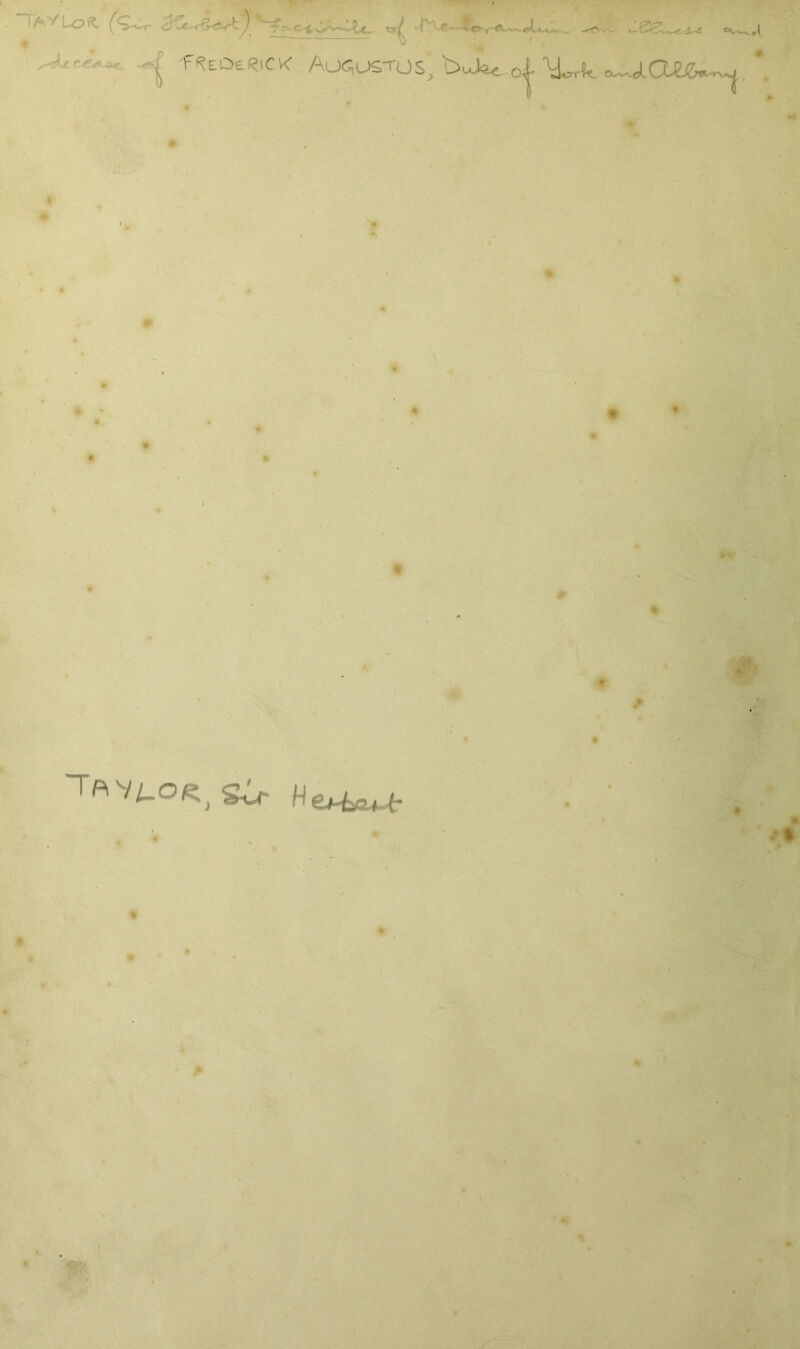 TAYLOR (Sir Herbert) Facsimile of Memorandum on illness and
decease of FREDERICK AUGUSTUS, Duke of York and Albany.
TAYLOR, Sir Herbert